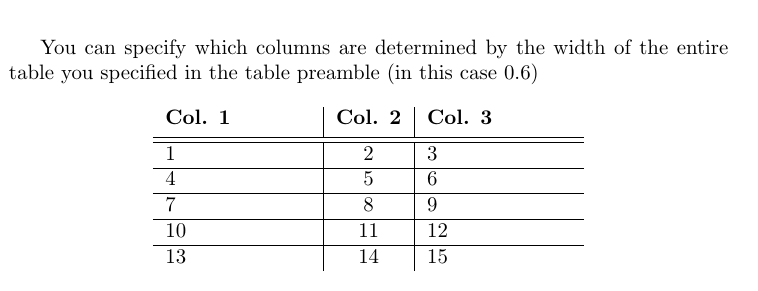 You can specify which columns are determined by the width of the entire
table you specified in the table preamble (in this case 0.6)
Col. 1 Col. 2 Col. 3
1 2 3
4 5 6
7 8 9
10 11 12
13 14 15